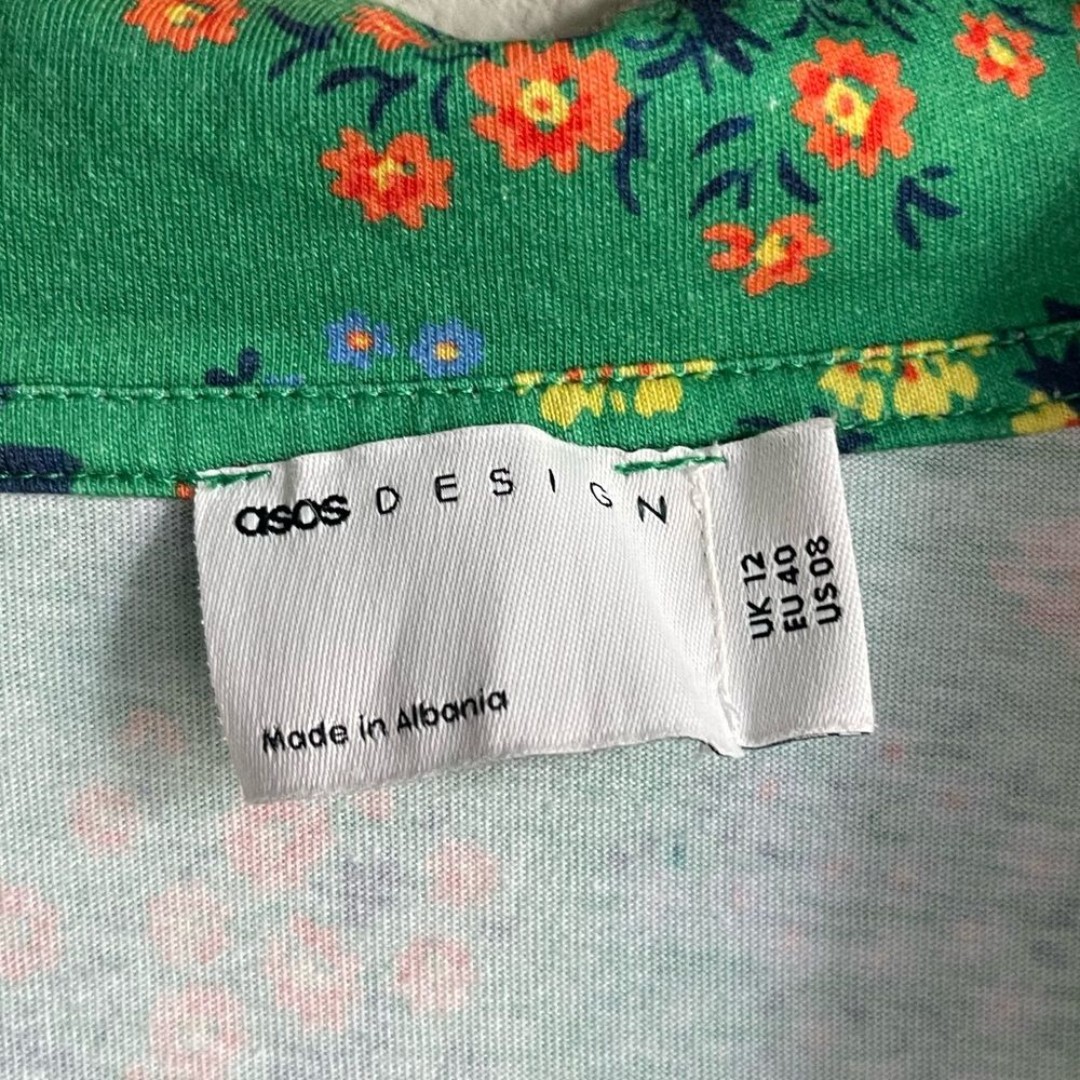 asos DESIGN
Made in Albania
UK 12
EU 40
US 08